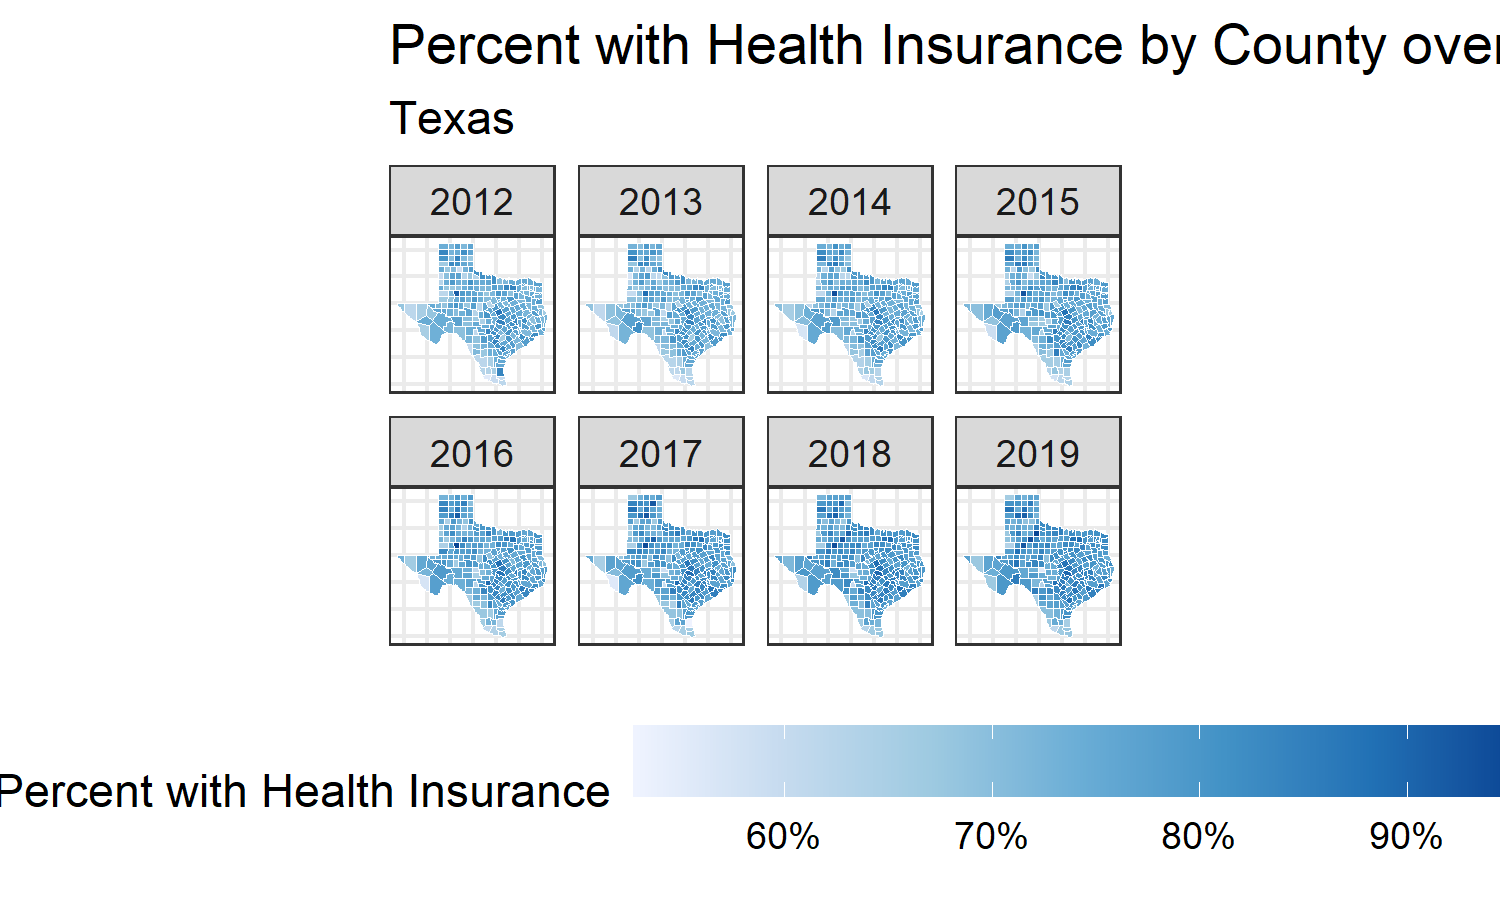 Percent with Health Insurance by County over
Texas
2012 2013 2014 2015
2016 2017 2018 2019
Percent with Health Insurance
60% 70% 80% 90%